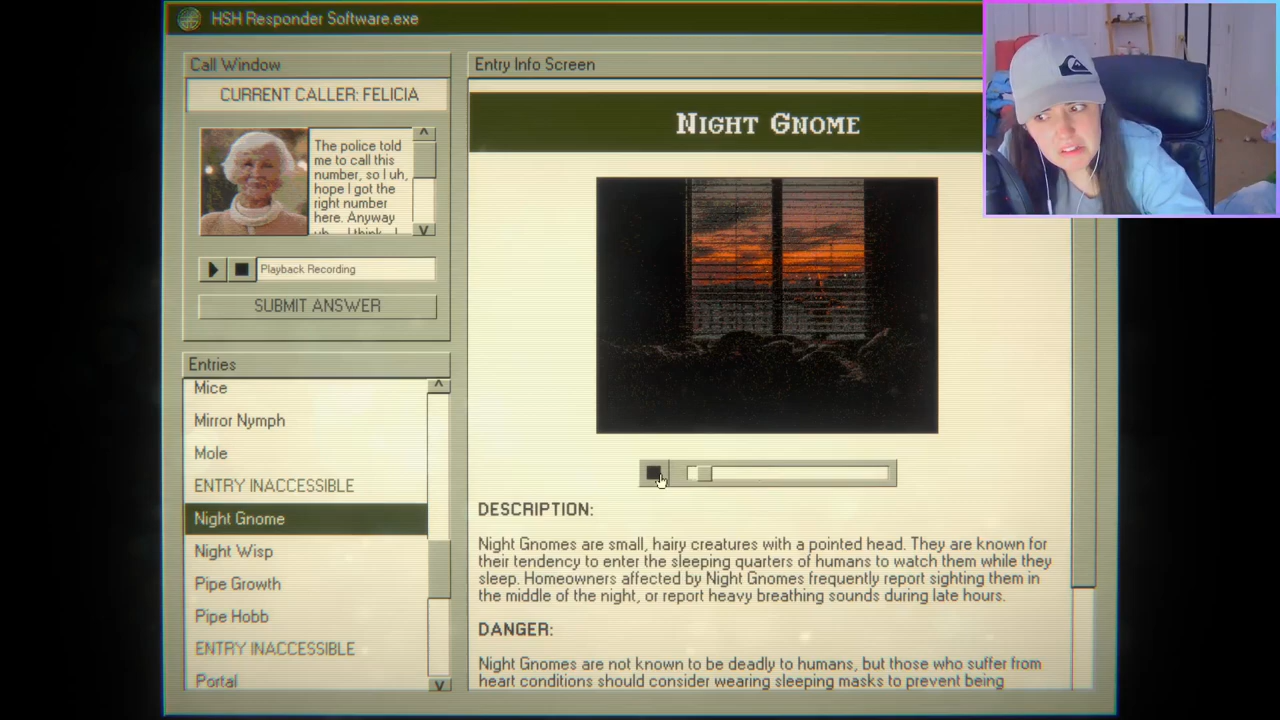 HSH Responder Software.exe
Call Window
CURRENT CALLER: FELICIA
The police told
me to call this
number, so I uh,
hope I got the
right number
here. Anyway
Playback Recording
SUBMIT ANSWER
Entries
Mice
Mirror Nymph
Mole
ENTRY INACCESSIBLE
Night Gnome
Night Wisp
Pipe Growth
Pipe Hobb
ENTRY INACCESSIBLE
Portal
Entry Info Screen
Night Gnome
DESCRIPTION:
Night Gnomes are small, hairy creatures with a pointed head. They are known for
their tendency to enter the sleeping quarters of humans to watch them while they
sleep. Homeowners affected by Night Gnomes frequently report sighting them in
the middle of the night, or report heavy breathing sounds during late hours.
DANGER:
Night Gnomes are not known to be deadly to humans, but those who suffer from
heart conditions should consider wearing sleeping masks to prevent being